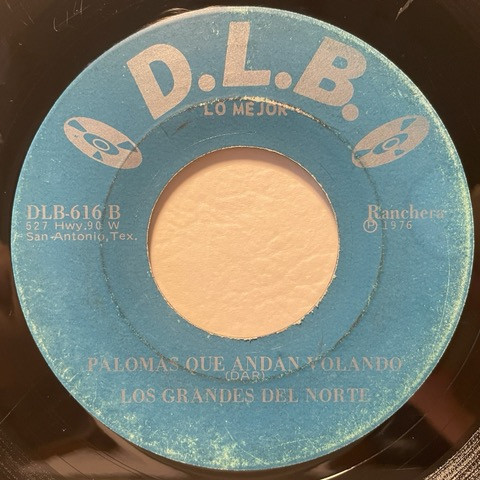 D.L.B.
LO MEJOR
DLB-616 B
627 Hwy. 90 W
San Antonio, Tex.
Ranchera
℗ 1976
PALOMAS QUE ANDAN VOLANDO
(DAR)
LOS GRANDES DEL NORTE